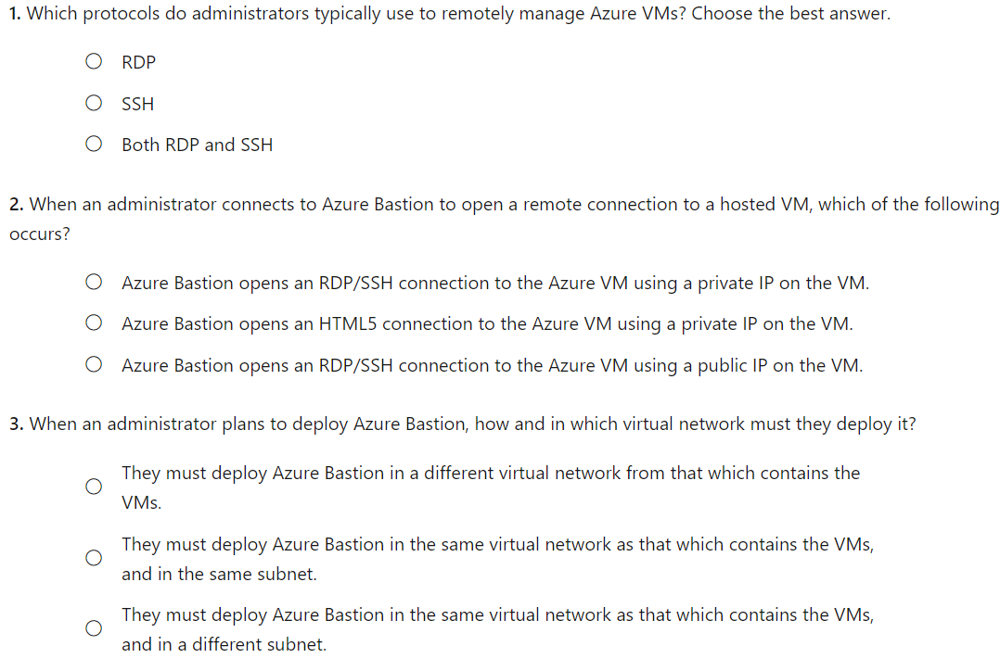 1. Which protocols do administrators typically use to remotely manage Azure VMs? Choose the best answer.
RDP
SSH
Both RDP and SSH
2. When an administrator connects to Azure Bastion to open a remote connection to a hosted VM, which of the following
occurs?
Azure Bastion opens an RDP/SSH connection to the Azure VM using a private IP on the VM.
Azure Bastion opens an HTML5 connection to the Azure VM using a private IP on the VM.
Azure Bastion opens an RDP/SSH connection to the Azure VM using a public IP on the VM.
3. When an administrator plans to deploy Azure Bastion, how and in which virtual network must they deploy it?
They must deploy Azure Bastion in a different virtual network from that which contains the
VMs.
They must deploy Azure Bastion in the same virtual network as that which contains the VMs,
and in the same subnet.
They must deploy Azure Bastion in the same virtual network as that which contains the VMs,
and in a different subnet.